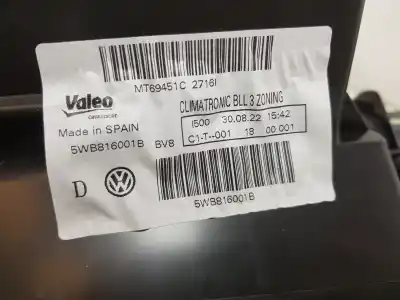 MT69451C 2716I
Valeo
CLIMATRONIC BLL 3 ZONING
Made in SPAIN
I500 30.08.22 15:42
C1-T--001 18 00 001
5WB816001B BV8
D
5WB816001B